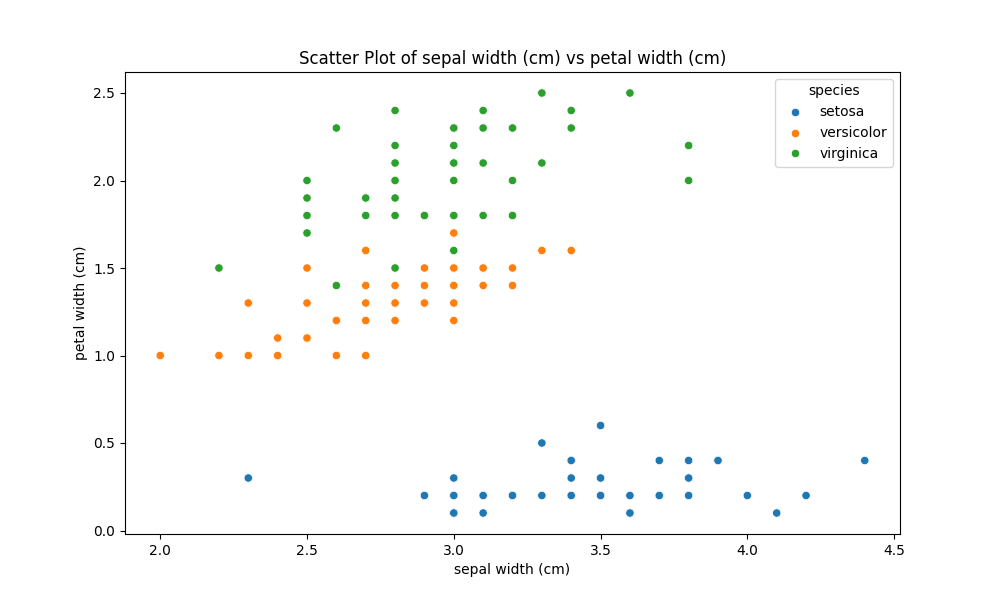 Scatter Plot of sepal width (cm) vs petal width (cm)
species
setosa
versicolor
virginica
petal width (cm)
2.5
2.0
1.5
1.0
0.5
0.0
2.0 2.5 3.0 3.5 4.0 4.5
sepal width (cm)